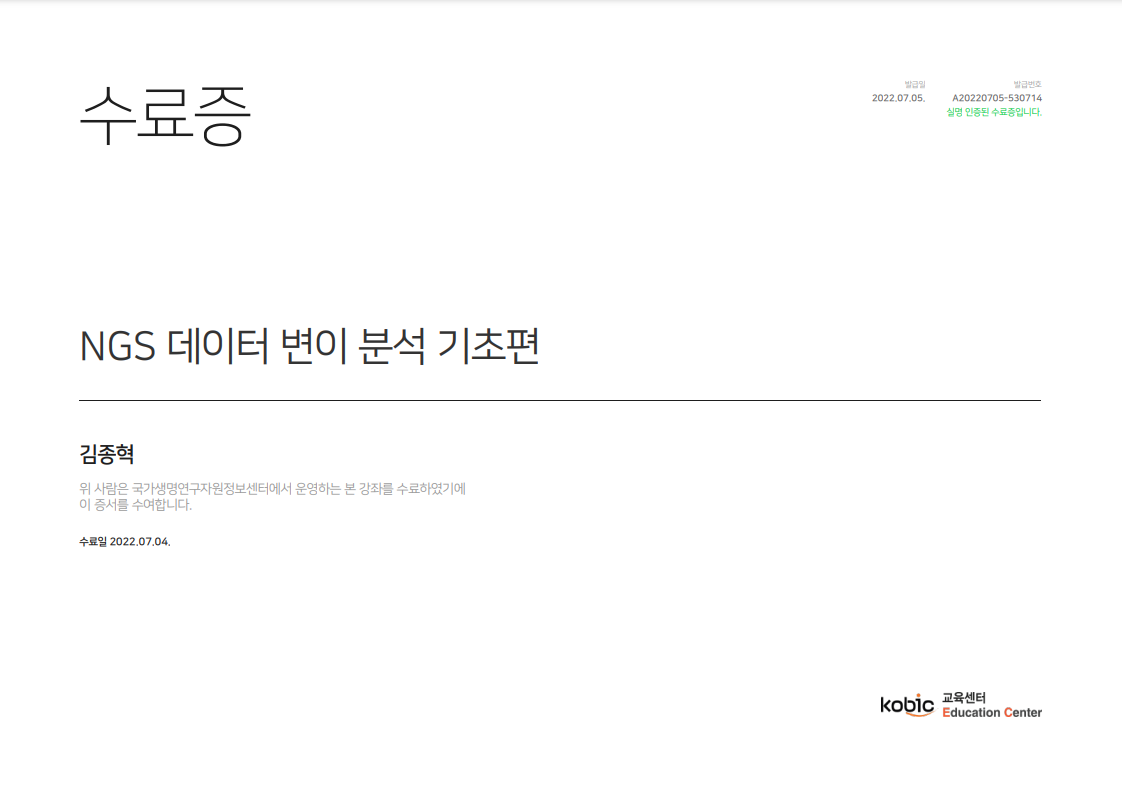 수료증
발급일
2022.07.05.
발급번호
A20220705-530714
실명 인증된 수료증입니다.
NGS 데이터 변이 분석 기초편
김종혁
위 사람은 국가생명연구자원정보센터에서 운영하는 본 강좌를 수료하였기에
이 증서를 수여합니다.
수료일 2022.07.04.
kobic 교육센터
Education Center